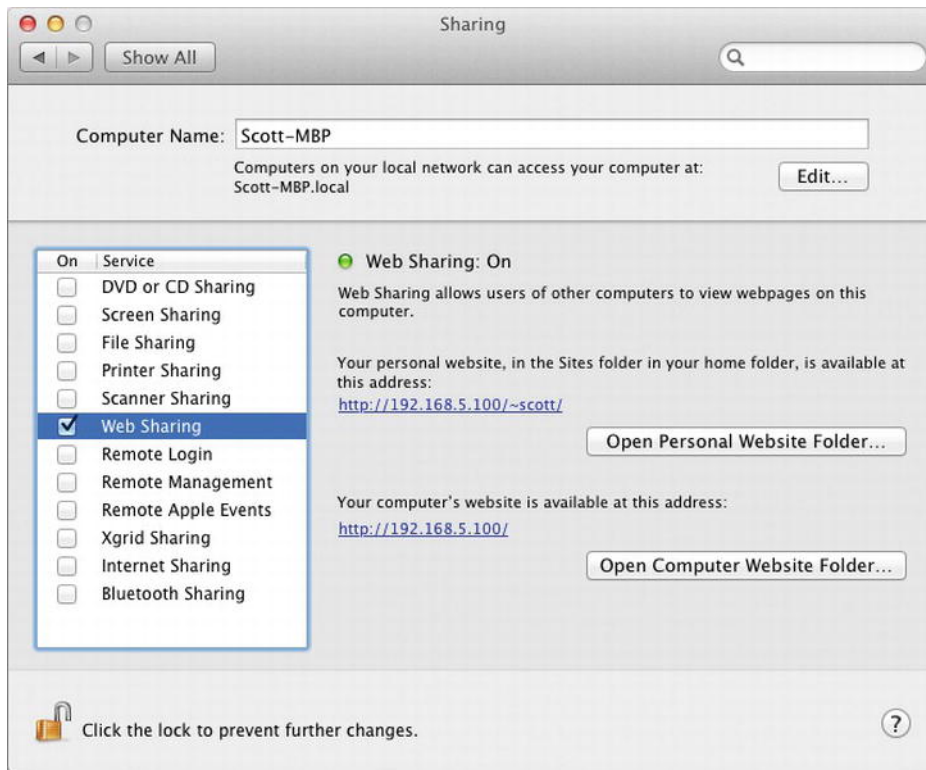 Sharing
Show All
Computer Name: Scott-MBP
Computers on your local network can access your computer at:
Scott-MBP.local
Edit...
On Service
DVD or CD Sharing
Screen Sharing
File Sharing
Printer Sharing
Scanner Sharing
Web Sharing
Remote Login
Remote Management
Remote Apple Events
Xgrid Sharing
Internet Sharing
Bluetooth Sharing
Web Sharing: On
Web Sharing allows users of other computers to view webpages on this
computer.
Your personal website, in the Sites folder in your home folder, is available at
this address:
http://192.168.5.100/~scott/
Open Personal Website Folder...
Your computer's website is available at this address:
http://192.168.5.100/
Open Computer Website Folder...
Click the lock to prevent further changes.
?